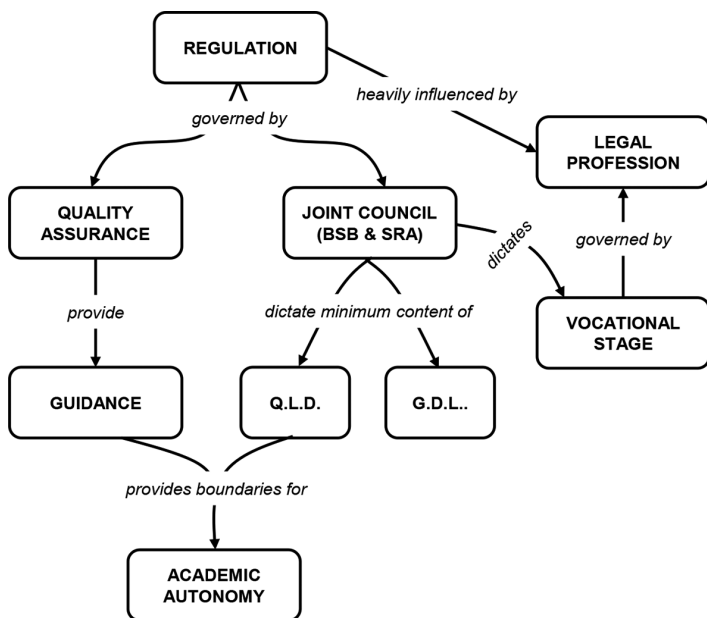 REGULATION
heavily influenced by
governed by
LEGAL
PROFESSION
QUALITY
ASSURANCE
JOINT COUNCIL
(BSB & SRA)
dictates
governed by
provide
dictate minimum content of
VOCATIONAL
STAGE
GUIDANCE
Q.L.D.
G.D.L..
provides boundaries for
ACADEMIC
AUTONOMY